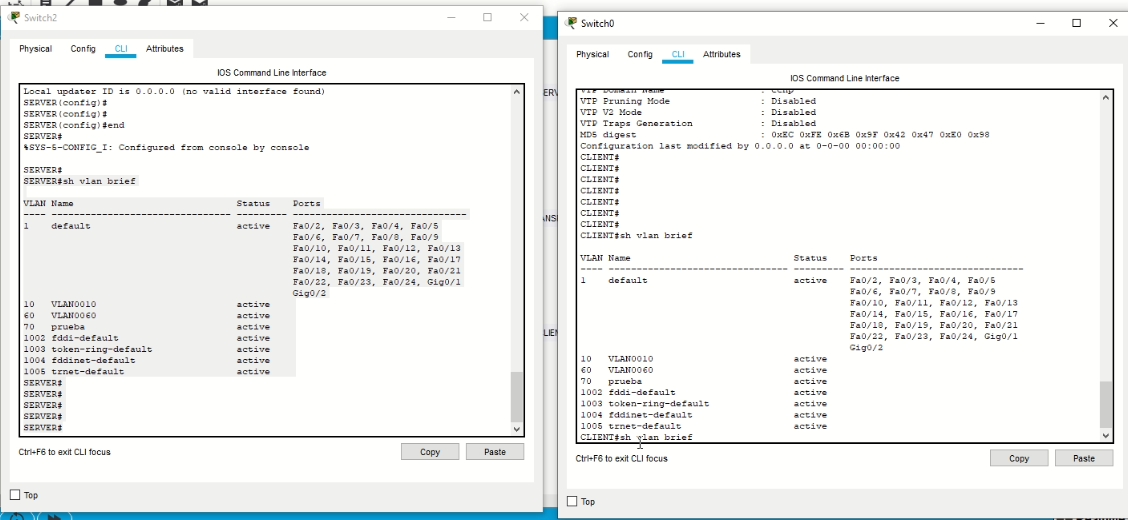 Switch2
Physical Config CLI Attributes
IOS Command Line Interface
Local updater ID is 0.0.0.0 (no valid interface found)
SERVER(config)#
SERVER(config)#
SERVER(config)#end
SERVER#
%SYS-5-CONFIG_I: Configured from console by console
SERVER#
SERVER#sh vlan brief
VLAN Name Status Ports
---- -------------------------------- --------- -------------------------------
1 default active Fa0/2, Fa0/3, Fa0/4, Fa0/5
Fa0/6, Fa0/7, Fa0/8, Fa0/9
Fa0/10, Fa0/11, Fa0/12, Fa0/13
Fa0/14, Fa0/15, Fa0/16, Fa0/17
Fa0/18, Fa0/19, Fa0/20, Fa0/21
Fa0/22, Fa0/23, Fa0/24, Gig0/1
Gig0/2
10 VLAN0010 active
60 VLAN0060 active
70 prueba active
1002 fddi-default active
1003 token-ring-default active
1004 fddinet-default active
1005 trnet-default active
SERVER#
SERVER#
SERVER#
SERVER#
SERVER#
Ctrl+F6 to exit CLI focus
Copy Paste
Top
Switch0
Physical Config CLI Attributes
IOS Command Line Interface
VTP Domain Name : ccnp
VTP Pruning Mode : Disabled
VTP V2 Mode : Disabled
VTP Traps Generation : Disabled
MD5 digest : 0xEC 0xFE 0x6B 0x9F 0x42 0x47 0xE0 0x98
Configuration last modified by 0.0.0.0 at 0-0-00 00:00:00
CLIENT#
CLIENT#
CLIENT#
CLIENT#
CLIENT#
CLIENT#
CLIENT#
CLIENT#sh vlan brief
VLAN Name Status Ports
---- -------------------------------- --------- -------------------------------
1 default active Fa0/2, Fa0/3, Fa0/4, Fa0/5
Fa0/6, Fa0/7, Fa0/8, Fa0/9
Fa0/10, Fa0/11, Fa0/12, Fa0/13
Fa0/14, Fa0/15, Fa0/16, Fa0/17
Fa0/18, Fa0/19, Fa0/20, Fa0/21
Fa0/22, Fa0/23, Fa0/24, Gig0/1
Gig0/2
10 VLAN0010 active
60 VLAN0060 active
70 prueba active
1002 fddi-default active
1003 token-ring-default active
1004 fddinet-default active
1005 trnet-default active
CLIENT#sh vlan brief
Ctrl+F6 to exit CLI focus
Copy Paste
Top